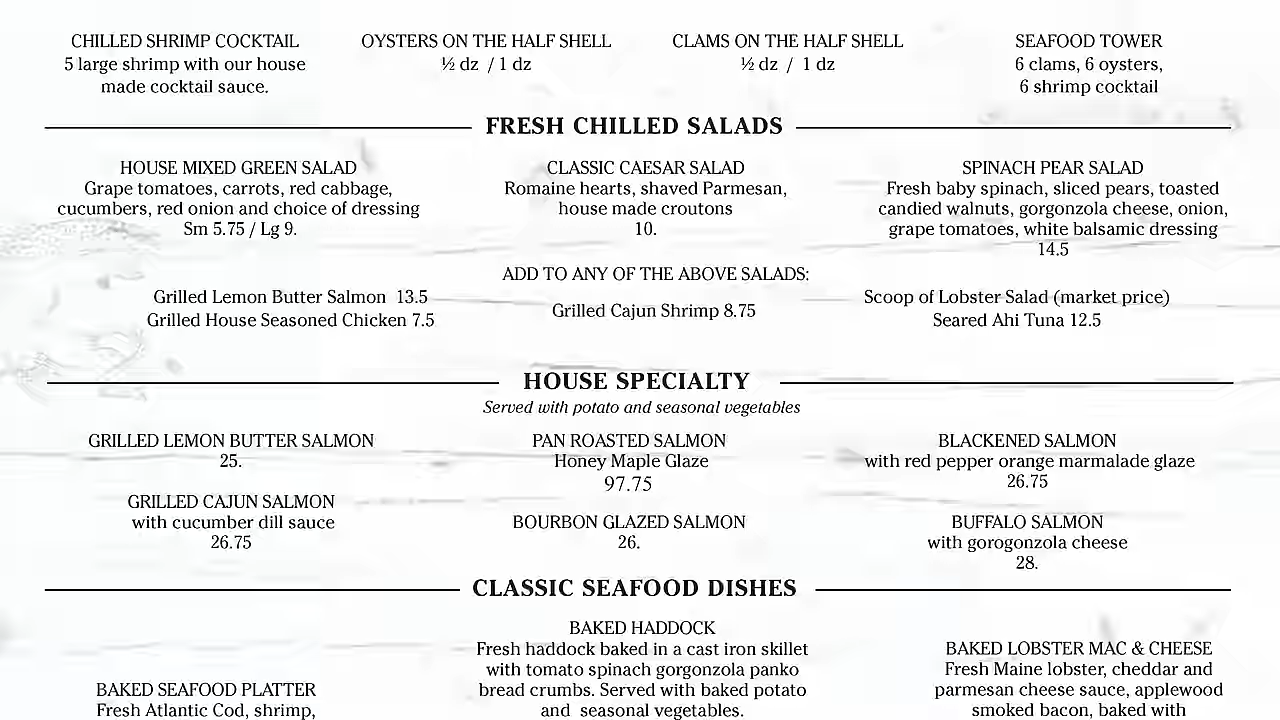 CHILLED SHRIMP COCKTAIL
5 large shrimp with our house
made cocktail sauce.
OYSTERS ON THE HALF SHELL
½ dz / 1 dz
CLAMS ON THE HALF SHELL
½ dz / 1 dz
SEAFOOD TOWER
6 clams, 6 oysters,
6 shrimp cocktail
FRESH CHILLED SALADS
HOUSE MIXED GREEN SALAD
Grape tomatoes, carrots, red cabbage,
cucumbers, red onion and choice of dressing
Sm 5.75 / Lg 9.
CLASSIC CAESAR SALAD
Romaine hearts, shaved Parmesan,
house made croutons
10.
SPINACH PEAR SALAD
Fresh baby spinach, sliced pears, toasted
candied walnuts, gorgonzola cheese, onion,
grape tomatoes, white balsamic dressing
14.5
ADD TO ANY OF THE ABOVE SALADS:
Grilled Lemon Butter Salmon 13.5
Grilled House Seasoned Chicken 7.5
Grilled Cajun Shrimp 8.75
Scoop of Lobster Salad (market price)
Seared Ahi Tuna 12.5
HOUSE SPECIALTY
Served with potato and seasonal vegetables
GRILLED LEMON BUTTER SALMON
25.
GRILLED CAJUN SALMON
with cucumber dill sauce
26.75
PAN ROASTED SALMON
Honey Maple Glaze
97.75
BOURBON GLAZED SALMON
26.
BLACKENED SALMON
with red pepper orange marmalade glaze
26.75
BUFFALO SALMON
with gorogonzola cheese
28.
CLASSIC SEAFOOD DISHES
BAKED SEAFOOD PLATTER
Fresh Atlantic Cod, shrimp,
BAKED HADDOCK
Fresh haddock baked in a cast iron skillet
with tomato spinach gorgonzola panko
bread crumbs. Served with baked potato
and seasonal vegetables.
BAKED LOBSTER MAC & CHEESE
Fresh Maine lobster, cheddar and
parmesan cheese sauce, applewood
smoked bacon, baked with